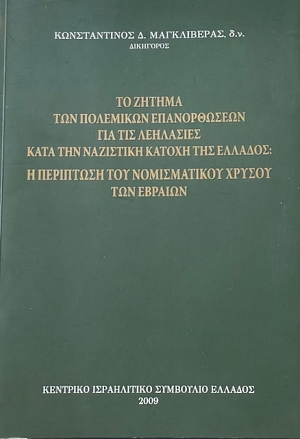 ΚΩΝΣΤΑΝΤΙΝΟΣ Δ. ΜΑΓΚΛΙΒΕΡΑΣ, δ.ν.
ΔΙΚΗΓΟΡΟΣ
ΤΟ ΖΗΤΗΜΑ
ΤΩΝ ΠΟΛΕΜΙΚΩΝ ΕΠΑΝΟΡΘΩΣΕΩΝ
ΓΙΑ ΤΙΣ ΛΕΗΛΑΣΙΕΣ
ΚΑΤΑ ΤΗΝ ΝΑΖΙΣΤΙΚΗ ΚΑΤΟΧΗ ΤΗΣ ΕΛΛΑΔΟΣ:
Η ΠΕΡΙΠΤΩΣΗ ΤΟΥ ΝΟΜΙΣΜΑΤΙΚΟΥ ΧΡΥΣΟΥ
ΤΩΝ ΕΒΡΑΙΩΝ
ΚΕΝΤΡΙΚΟ ΙΣΡΑΗΛΙΤΙΚΟ ΣΥΜΒΟΥΛΙΟ ΕΛΛΑΔΟΣ
2009